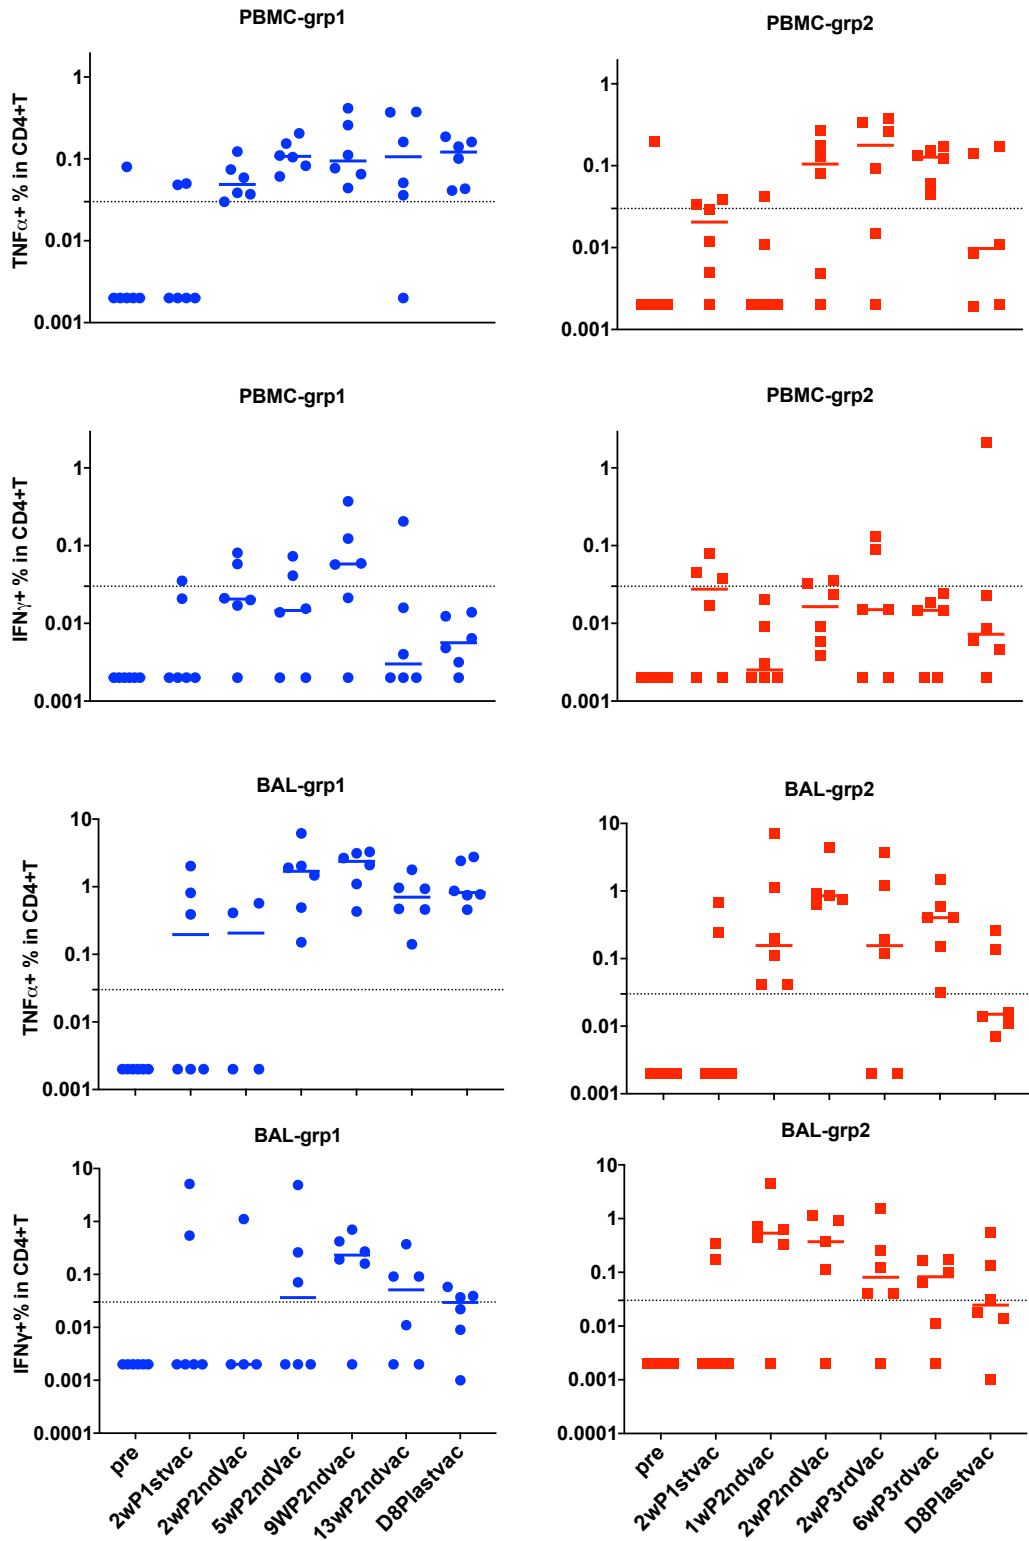 PBMC-grp1
PBMC-grp2
TNFα+ % in CD4+T
1
0.1
0.01
0.001
1
0.1
0.01
0.001
PBMC-grp1
PBMC-grp2
IFNγ+ % in CD4+T
1
0.1
0.01
0.001
1
0.1
0.01
0.001
BAL-grp1
BAL-grp2
TNFα+ % in CD4+T
10
1
0.1
0.01
0.001
10
1
0.1
0.01
0.001
BAL-grp1
BAL-grp2
IFNγ+% in CD4+T
10
1
0.1
0.01
0.001
0.0001
10
1
0.1
0.01
0.001
0.0001
pre
2wP1stvac
2wP2ndVac
5wP2ndVac
9WP2ndVac
13wP2ndvac
D8Plastvac
pre
2wP1stvac
1wP2ndVac
2wP2ndVac
2wP3rdVac
6wP3rdvac
D8Plastvac